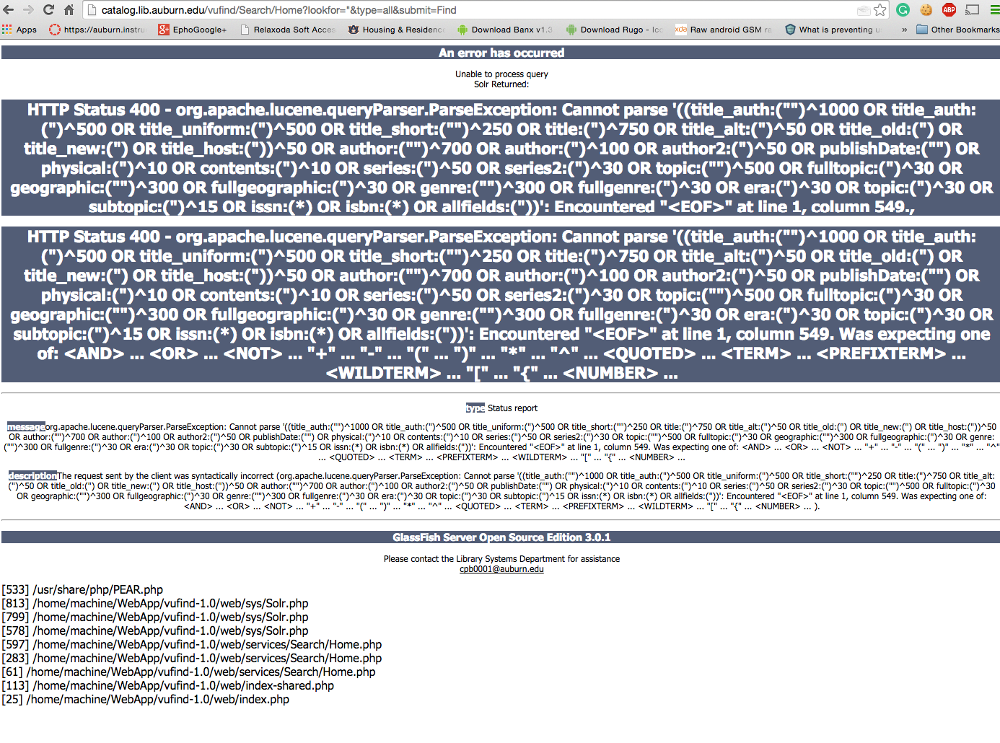 catalog.lib.auburn.edu/vufind/Search/Home?lookfor="&type=all&submit=Find
Apps https://auburn.instru EphoGoogle+ Relaxoda Soft Acces Housing & Residence Download Banx v1.3 Download Rugo - Ico Raw android GSM ra What is preventing u » Other Bookmarks
An error has occurred
Unable to process query
Solr Returned:
HTTP Status 400 - org.apache.lucene.queryParser.ParseException: Cannot parse '((title_auth:("")^1000 OR title_auth:
(")^500 OR title_uniform:(")^500 OR title_short:("")^250 OR title:(")^750 OR title_alt:(")^50 OR title_old:(") OR
title_new:(") OR title_host:("))^50 OR author:("")^700 OR author:(")^100 OR author2:(")^50 OR publishDate:("") OR
physical:(")^10 OR contents:(")^10 OR series:(")^50 OR series2:(")^30 OR topic:("")^500 OR fulltopic:(")^30 OR
geographic:("")^300 OR fullgeographic:(")^30 OR genre:("")^300 OR fullgenre:(")^30 OR era:(")^30 OR topic:(")^30 OR
subtopic:(")^15 OR issn:(*) OR isbn:(*) OR allfields:("))': Encountered "<EOF>" at line 1, column 549.,
HTTP Status 400 - org.apache.lucene.queryParser.ParseException: Cannot parse '((title_auth:("")^1000 OR title_auth:
(")^500 OR title_uniform:(")^500 OR title_short:("")^250 OR title:(")^750 OR title_alt:(")^50 OR title_old:(") OR
title_new:(") OR title_host:("))^50 OR author:("")^700 OR author:(")^100 OR author2:(")^50 OR publishDate:("") OR
physical:(")^10 OR contents:(")^10 OR series:(")^50 OR series2:(")^30 OR topic:("")^500 OR fulltopic:(")^30 OR
geographic:("")^300 OR fullgeographic:(")^30 OR genre:("")^300 OR fullgenre:(")^30 OR era:(")^30 OR topic:(")^30 OR
subtopic:(")^15 OR issn:(*) OR isbn:(*) OR allfields:("))': Encountered "<EOF>" at line 1, column 549. Was expecting one
of: <AND> ... <OR> ... <NOT> ... "+" ... "-" ... "(" ... ")" ... "*" ... "^" ... <QUOTED> ... <TERM> ... <PREFIXTERM> ...
<WILDTERM> ... "[" ... "{" ... <NUMBER> ...
type Status report
messageorg.apache.lucene.queryParser.ParseException: Cannot parse '((title_auth:("")^1000 OR title_auth:(")^500 OR title_uniform:(")^500 OR title_short:("")^250 OR title:(")^750 OR title_alt:(")^50 OR title_old:(") OR title_new:(") OR title_host:("))^50
OR author:("")^700 OR author:(")^100 OR author2:(")^50 OR publishDate:("") OR physical:(")^10 OR contents:(")^10 OR series:(")^50 OR series2:(")^30 OR topic:("")^500 OR fulltopic:(")^30 OR geographic:("")^300 OR fullgeographic:(")^30 OR genre:
("")^300 OR fullgenre:(")^30 OR era:(")^30 OR topic:(")^30 OR subtopic:(")^15 OR issn:(*) OR isbn:(*) OR allfields:("))': Encountered "<EOF>" at line 1, column 549. Was expecting one of: <AND> ... <OR> ... <NOT> ... "+" ... "-" ... "(" ... ")" ... "*" ... "^"
... <QUOTED> ... <TERM> ... <PREFIXTERM> ... <WILDTERM> ... "[" ... "{" ... <NUMBER> ...
descriptionThe request sent by the client was syntactically incorrect (org.apache.lucene.queryParser.ParseException: Cannot parse '((title_auth:("")^1000 OR title_auth:(")^500 OR title_uniform:(")^500 OR title_short:("")^250 OR title:(")^750 OR title_alt:
(")^50 OR title_old:(") OR title_new:(") OR title_host:("))^50 OR author:("")^700 OR author:(")^100 OR author2:(")^50 OR publishDate:("") OR physical:(")^10 OR contents:(")^10 OR series:(")^50 OR series2:(")^30 OR topic:("")^500 OR fulltopic:(")^30
OR geographic:("")^300 OR fullgeographic:(")^30 OR genre:("")^300 OR fullgenre:(")^30 OR era:(")^30 OR topic:(")^30 OR subtopic:(")^15 OR issn:(*) OR isbn:(*) OR allfields:("))': Encountered "<EOF>" at line 1, column 549. Was expecting one of:
<AND> ... <OR> ... <NOT> ... "+" ... "-" ... "(" ... ")" ... "*" ... "^" ... <QUOTED> ... <TERM> ... <PREFIXTERM> ... <WILDTERM> ... "[" ... "{" ... <NUMBER> ... ).
GlassFish Server Open Source Edition 3.0.1
Please contact the Library Systems Department for assistance
cpb0001@auburn.edu
[533] /usr/share/php/PEAR.php
[813] /home/machine/WebApp/vufind-1.0/web/sys/Solr.php
[799] /home/machine/WebApp/vufind-1.0/web/sys/Solr.php
[578] /home/machine/WebApp/vufind-1.0/web/sys/Solr.php
[597] /home/machine/WebApp/vufind-1.0/web/services/Search/Home.php
[283] /home/machine/WebApp/vufind-1.0/web/services/Search/Home.php
[61] /home/machine/WebApp/vufind-1.0/web/services/Search/Home.php
[113] /home/machine/WebApp/vufind-1.0/web/index-shared.php
[25] /home/machine/WebApp/vufind-1.0/web/index.php